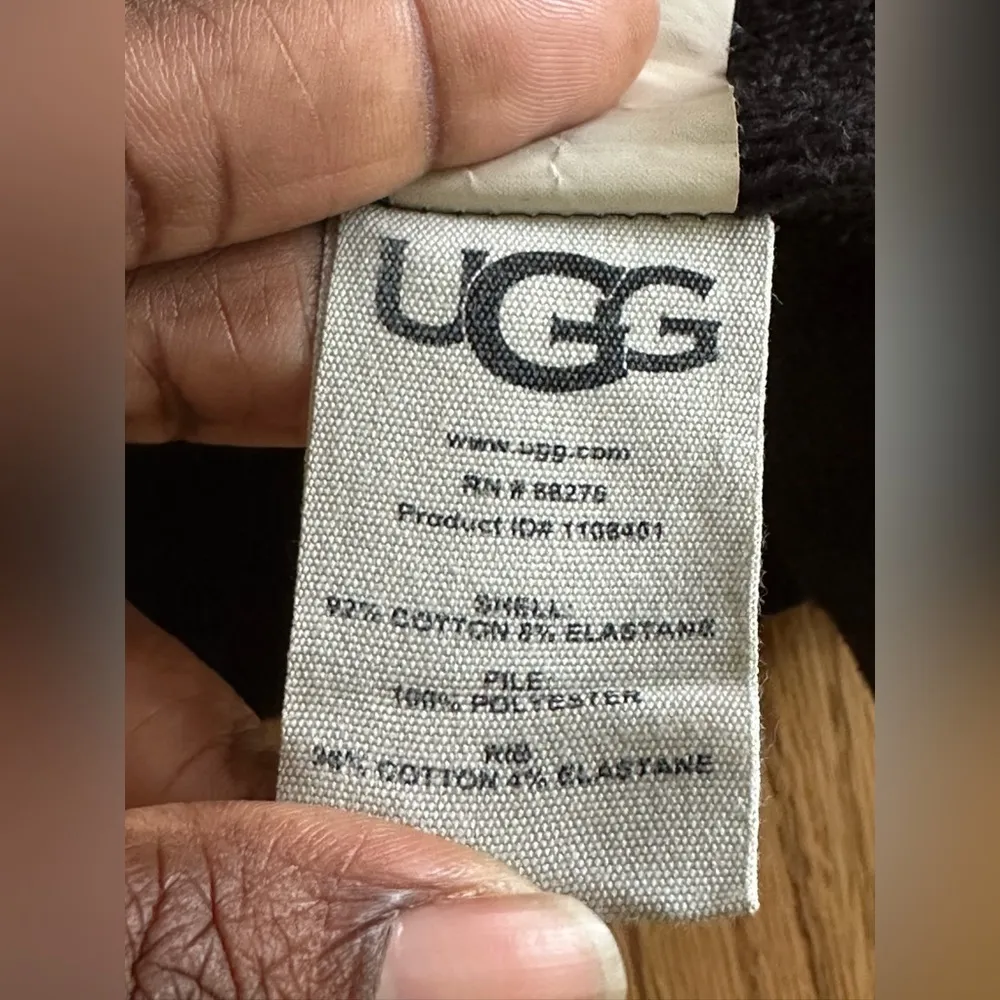 UGG
www.ugg.com
RN # 88276
Product ID# 1108451
SHELL:
92% COTTON 8% ELASTANE
PILE:
100% POLYESTER
RIB:
96% COTTON 4% ELASTANE